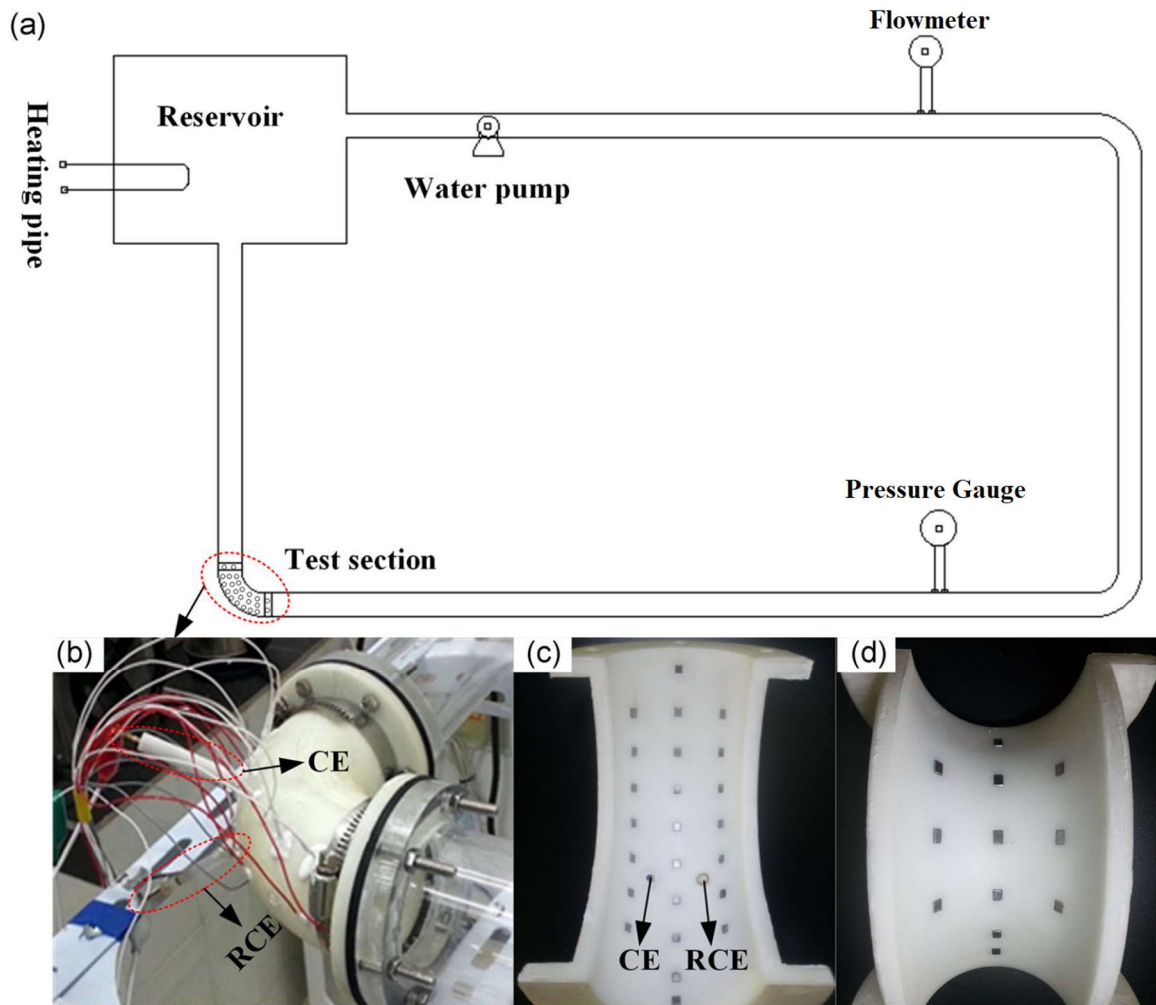 (a)
Flowmeter
Reservoir
Heating pipe
Water pump
Pressure Gauge
Test section
(b)
(c)
(d)
CE
RCE
CE
RCE